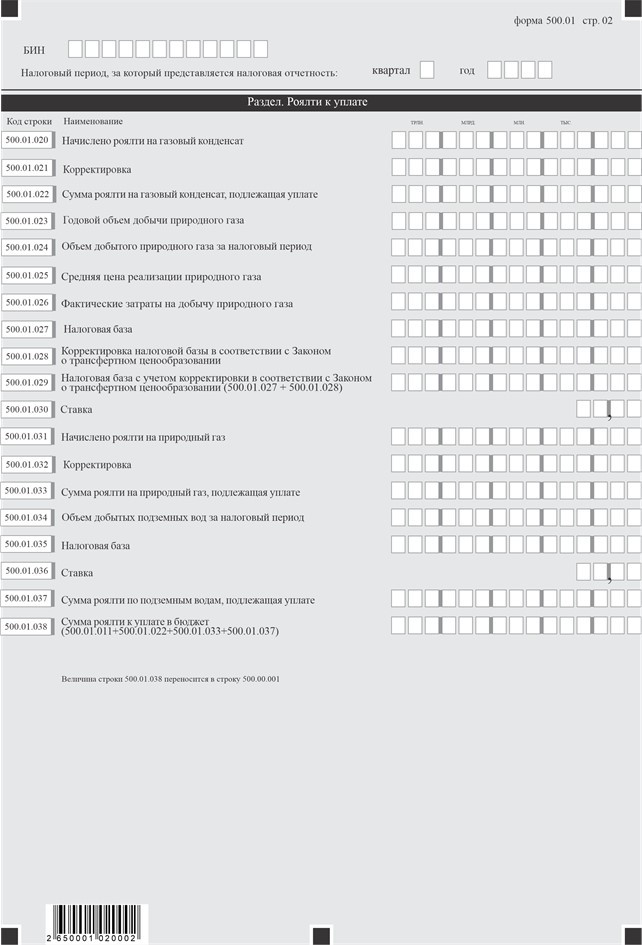 форма 500.01 стр. 02
БИН
Налоговый период, за который представляется налоговая отчетность: квартал год
Раздел. Роялти к уплате
Код строки Наименование трлн млрд млн тыс
500.01.020 Начислено роялти на газовый конденсат
500.01.021 Корректировка
500.01.022 Сумма роялти на газовый конденсат, подлежащая уплате
500.01.023 Годовой объем добычи природного газа
500.01.024 Объем добытого природного газа за налоговый период
500.01.025 Средняя цена реализации природного газа
500.01.026 Фактические затраты на добычу природного газа
500.01.027 Налоговая база
500.01.028 Корректировка налоговой базы в соответствии с Законом
о трансфертном ценообразовании
500.01.029 Налоговая база с учетом корректировки в соответствии с Законом
о трансфертном ценообразовании (500.01.027 + 500.01.028)
500.01.030 Ставка ,
500.01.031 Начислено роялти на природный газ
500.01.032 Корректировка
500.01.033 Сумма роялти на природный газ, подлежащая уплате
500.01.034 Объем добытых подземных вод за налоговый период
500.01.035 Налоговая база
500.01.036 Ставка ,
500.01.037 Сумма роялти по подземным водам, подлежащая уплате
500.01.038 Сумма роялти к уплате в бюджет
(500.01.011+500.01.022+500.01.033+500.01.037)
Величина строки 500.01.038 переносится в строку 500.00.001
2 650001 020002